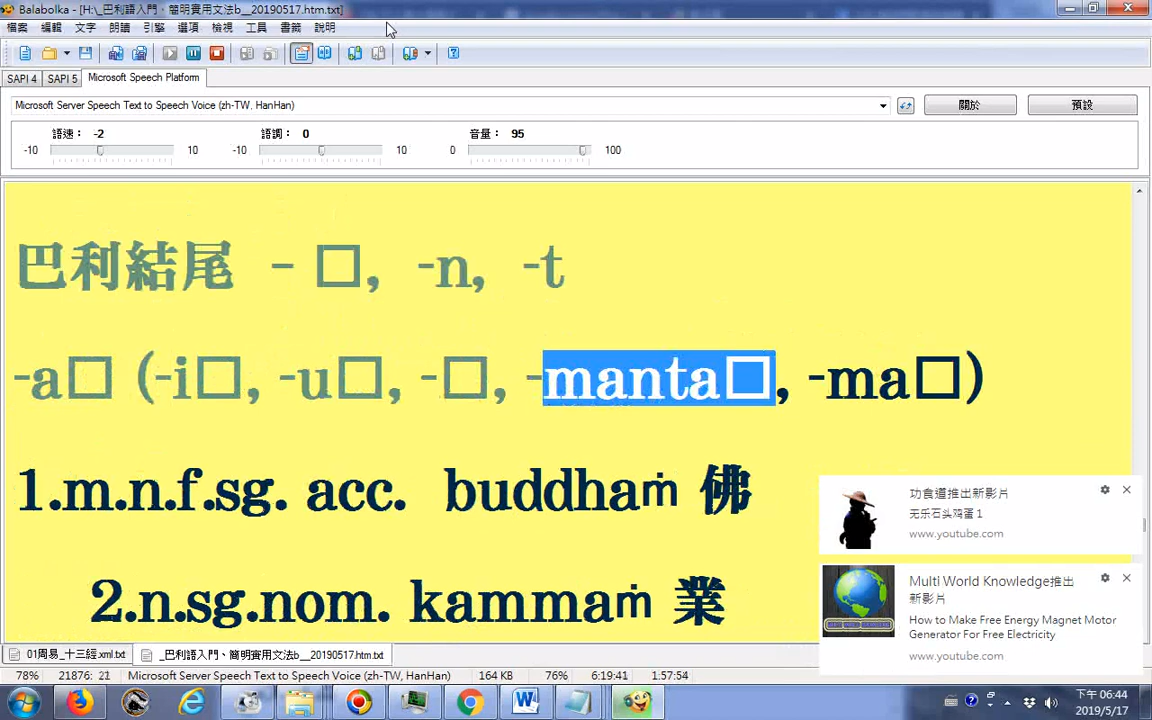 Balabolka - [H:\_巴利語入門、簡明實用文法b__20190517.htm.txt]
檔案 編輯 文字 朗讀 引擎 選項 檢視 工具 書籤 說明
SAPI 4 SAPI 5 Microsoft Speech Platform
Microsoft Server Speech Text to Speech Voice (zh-TW, HanHan) 關於 預設
語速： -2 語調： 0 音量： 95
-10 10 -10 10 0 100
巴利結尾 - □, -n, -t
-a□ (-i□, -u□, -□, -manta□, -ma□)
1.m.n.f.sg. acc. buddhaṁ 佛
2.n.sg.nom. kammaṁ 業
功食道推出新影片
无乐石头鸡蛋 1
www.youtube.com
Multi World Knowledge推出
新影片
How to Make Free Energy Magnet Motor
Generator For Free Electricity
www.youtube.com
01周易_十三經.xml.txt _巴利語入門、簡明實用文法b__20190517.htm.txt
78% 21876: 21 Microsoft Server Speech Text to Speech Voice (zh-TW, HanHan) 164 KB 76% 6:19:41 1:57:54
下午 06:44
2019/5/17